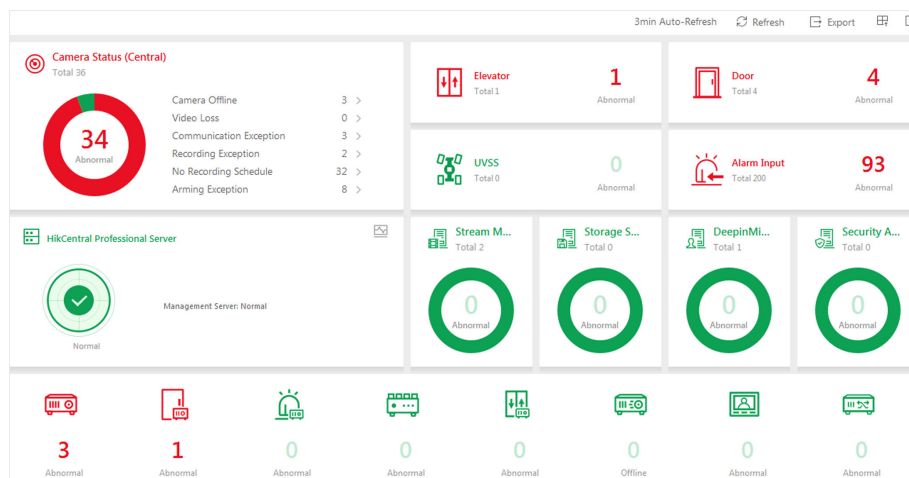 3min Auto-Refresh Refresh Export
Camera Status (Central)
Total 36
34
Abnormal
Camera Offline 3 >
Video Loss 0 >
Communication Exception 3 >
Recording Exception 2 >
No Recording Schedule 32 >
Arming Exception 8 >
Elevator
Total 1
1
Abnormal
Door
Total 4
4
Abnormal
UVSS
Total 0
0
Abnormal
Alarm Input
Total 200
93
Abnormal
HikCentral Professional Server
Normal
Management Server: Normal
Stream M...
Total 2
0
Abnormal
Storage S...
Total 0
0
Abnormal
DeepinMi...
Total 1
0
Abnormal
Security A...
Total 0
0
Abnormal
3 1 0 0 0 0 0 0
Abnormal Abnormal Abnormal Abnormal Abnormal Offline Abnormal Abnormal